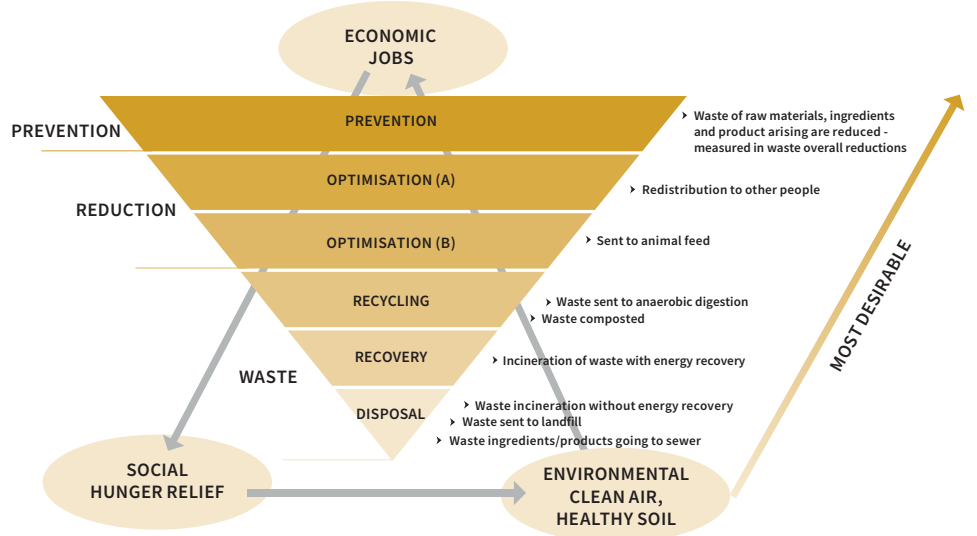 ECONOMIC
JOBS
PREVENTION
PREVENTION
Waste of raw materials, ingredients
and product arising are reduced -
measured in waste overall reductions
OPTIMISATION (A)
Redistribution to other people
REDUCTION
OPTIMISATION (B)
Sent to animal feed
RECYCLING
Waste sent to anaerobic digestion
Waste composted
MOST DESIRABLE
RECOVERY
Incineration of waste with energy recovery
WASTE
DISPOSAL
Waste incineration without energy recovery
Waste sent to landfill
Waste ingredients/products going to sewer
SOCIAL
HUNGER RELIEF
ENVIRONMENTAL
CLEAN AIR,
HEALTHY SOIL